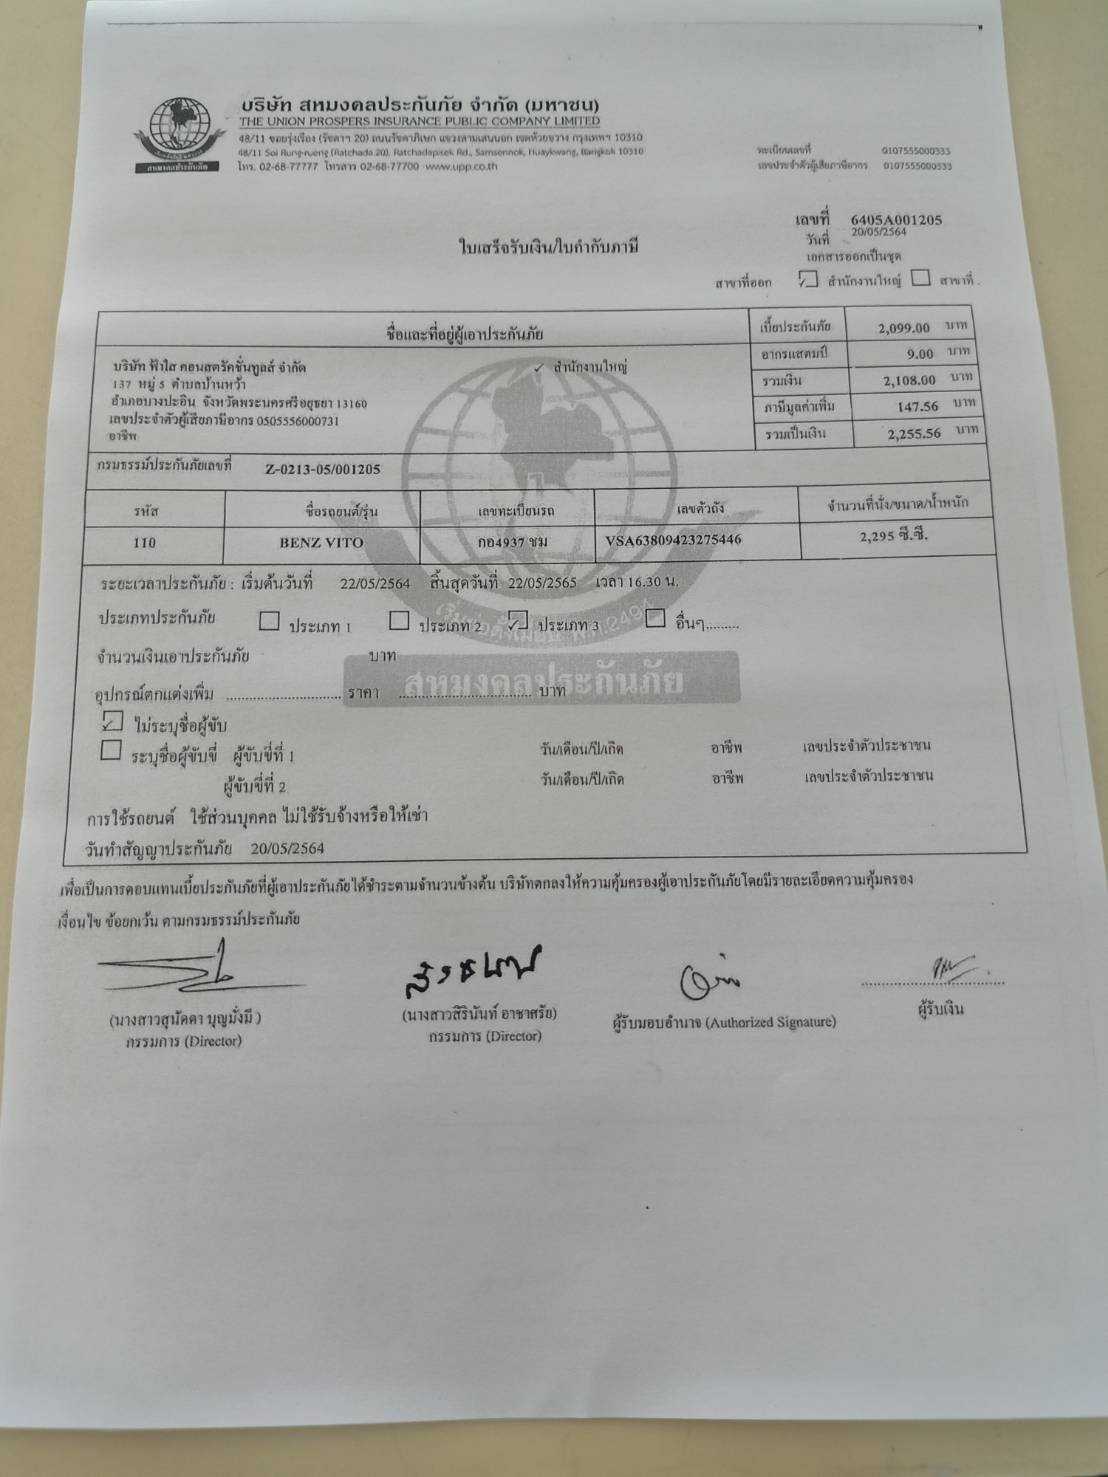 บริษัท สหมงคลประกันภัย จำกัด (มหาชน)
THE UNION PROSPERS INSURANCE PUBLIC COMPANY LIMITED
48/11 ซอยรุ่งเรือง (รัชดาฯ 20) ถนนรัชดาภิเษก แขวงสามเสนนอก เขตห้วยขวาง กรุงเทพฯ 10310
48/11 Soi Rung-rueng (Ratchada 20), Ratchadapisek Rd., Samsennok, Huaykwang, Bangkok 10310
โทร. 02-68-77777 โทรสาร 02-68-77700 www.upp.co.th
สหมงคลประกันภัย
ทะเบียนเลขที่ 0107555000333
เลขประจำตัวผู้เสียภาษีอากร 0107555000333
เลขที่ 6405A001205
วันที่ 20/05/2564
ใบเสร็จรับเงิน/ใบกำกับภาษี
เอกสารออกเป็นชุด
สาขาที่ออก ✓ สำนักงานใหญ่ สาขาที่ .
ชื่อและที่อยู่ผู้เอาประกันภัย
เบี้ยประกันภัย 2,099.00 บาท
บริษัท ฟ้าใส คอนสตรัคชั่นทูลส์ จำกัด ✓ สำนักงานใหญ่
อากรแสตมป์ 9.00 บาท
137 หมู่ 5 ตำบลบ้านหว้า
รวมเงิน 2,108.00 บาท
อำเภอบางปะอิน จังหวัดพระนครศรีอยุธยา 13160
ภาษีมูลค่าเพิ่ม 147.56 บาท
เลขประจำตัวผู้เสียภาษีอากร 0505556000731
รวมเป็นเงิน 2,255.56 บาท
อาชีพ
กรมธรรม์ประกันภัยเลขที่ Z-0213-05/001205
รหัส ชื่อรถยนต์/รุ่น เลขทะเบียนรถ เลขตัวถัง จำนวนที่นั่ง/ขนาด/น้ำหนัก
110 BENZ VITO กอ4937 ชม VSA63809423275446 2,295 ซี.ซี.
ระยะเวลาประกันภัย : เริ่มต้นวันที่ 22/05/2564 สิ้นสุดวันที่ 22/05/2565 เวลา 16.30 น.
ประเภทประกันภัย ประเภท 1 ประเภท 2 ✓ ประเภท 3 อื่นๆ.........
จำนวนเงินเอาประกันภัย บาท
สหมงคลประกันภัย
อุปกรณ์ตกแต่งเพิ่ม ............................ ราคา ................................ บาท
✓ ไม่ระบุชื่อผู้ขับ
ระบุชื่อผู้ขับขี่ ผู้ขับขี่ที่ 1 วัน/เดือน/ปี/เกิด อาชีพ เลขประจำตัวประชาชน
ผู้ขับขี่ที่ 2 วัน/เดือน/ปี/เกิด อาชีพ เลขประจำตัวประชาชน
การใช้รถยนต์ ใช้ส่วนบุคคล ไม่ใช้รับจ้างหรือให้เช่า
วันทำสัญญาประกันภัย 20/05/2564
เพื่อเป็นการตอบแทนเบี้ยประกันภัยที่ผู้เอาประกันภัยได้ชำระตามจำนวนข้างต้น บริษัทตกลงให้ความคุ้มครองผู้เอาประกันภัยโดยมีรายละเอียดความคุ้มครอง
เงื่อนไข ข้อยกเว้น ตามกรมธรรม์ประกันภัย
(นางสาวสุนัดดา บุญมั่งมี ) (นางสาวสิรินันท์ อาชาศรัย) ผู้รับมอบอำนาจ (Authorized Signature) ผู้รับเงิน
กรรมการ (Director) กรรมการ (Director)